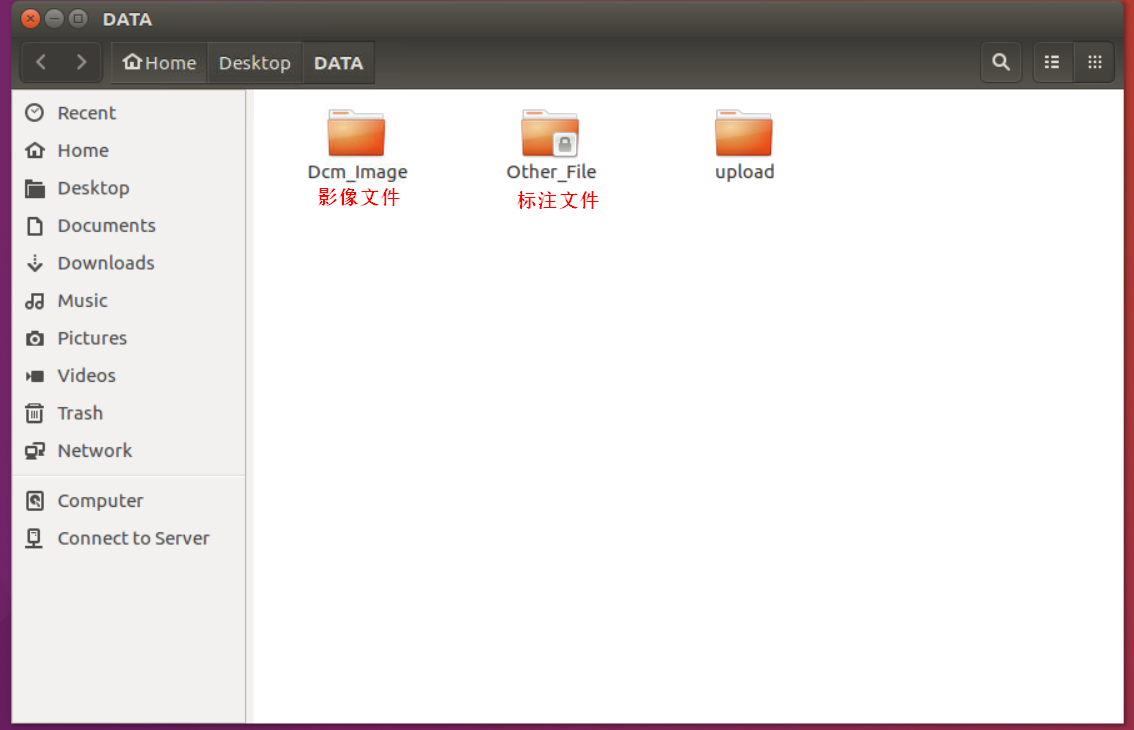 DATA
Home Desktop DATA
Recent
Home
Desktop
Documents
Downloads
Music
Pictures
Videos
Trash
Network
Computer
Connect to Server
Dcm_Image Other_File upload
影像文件 标注文件